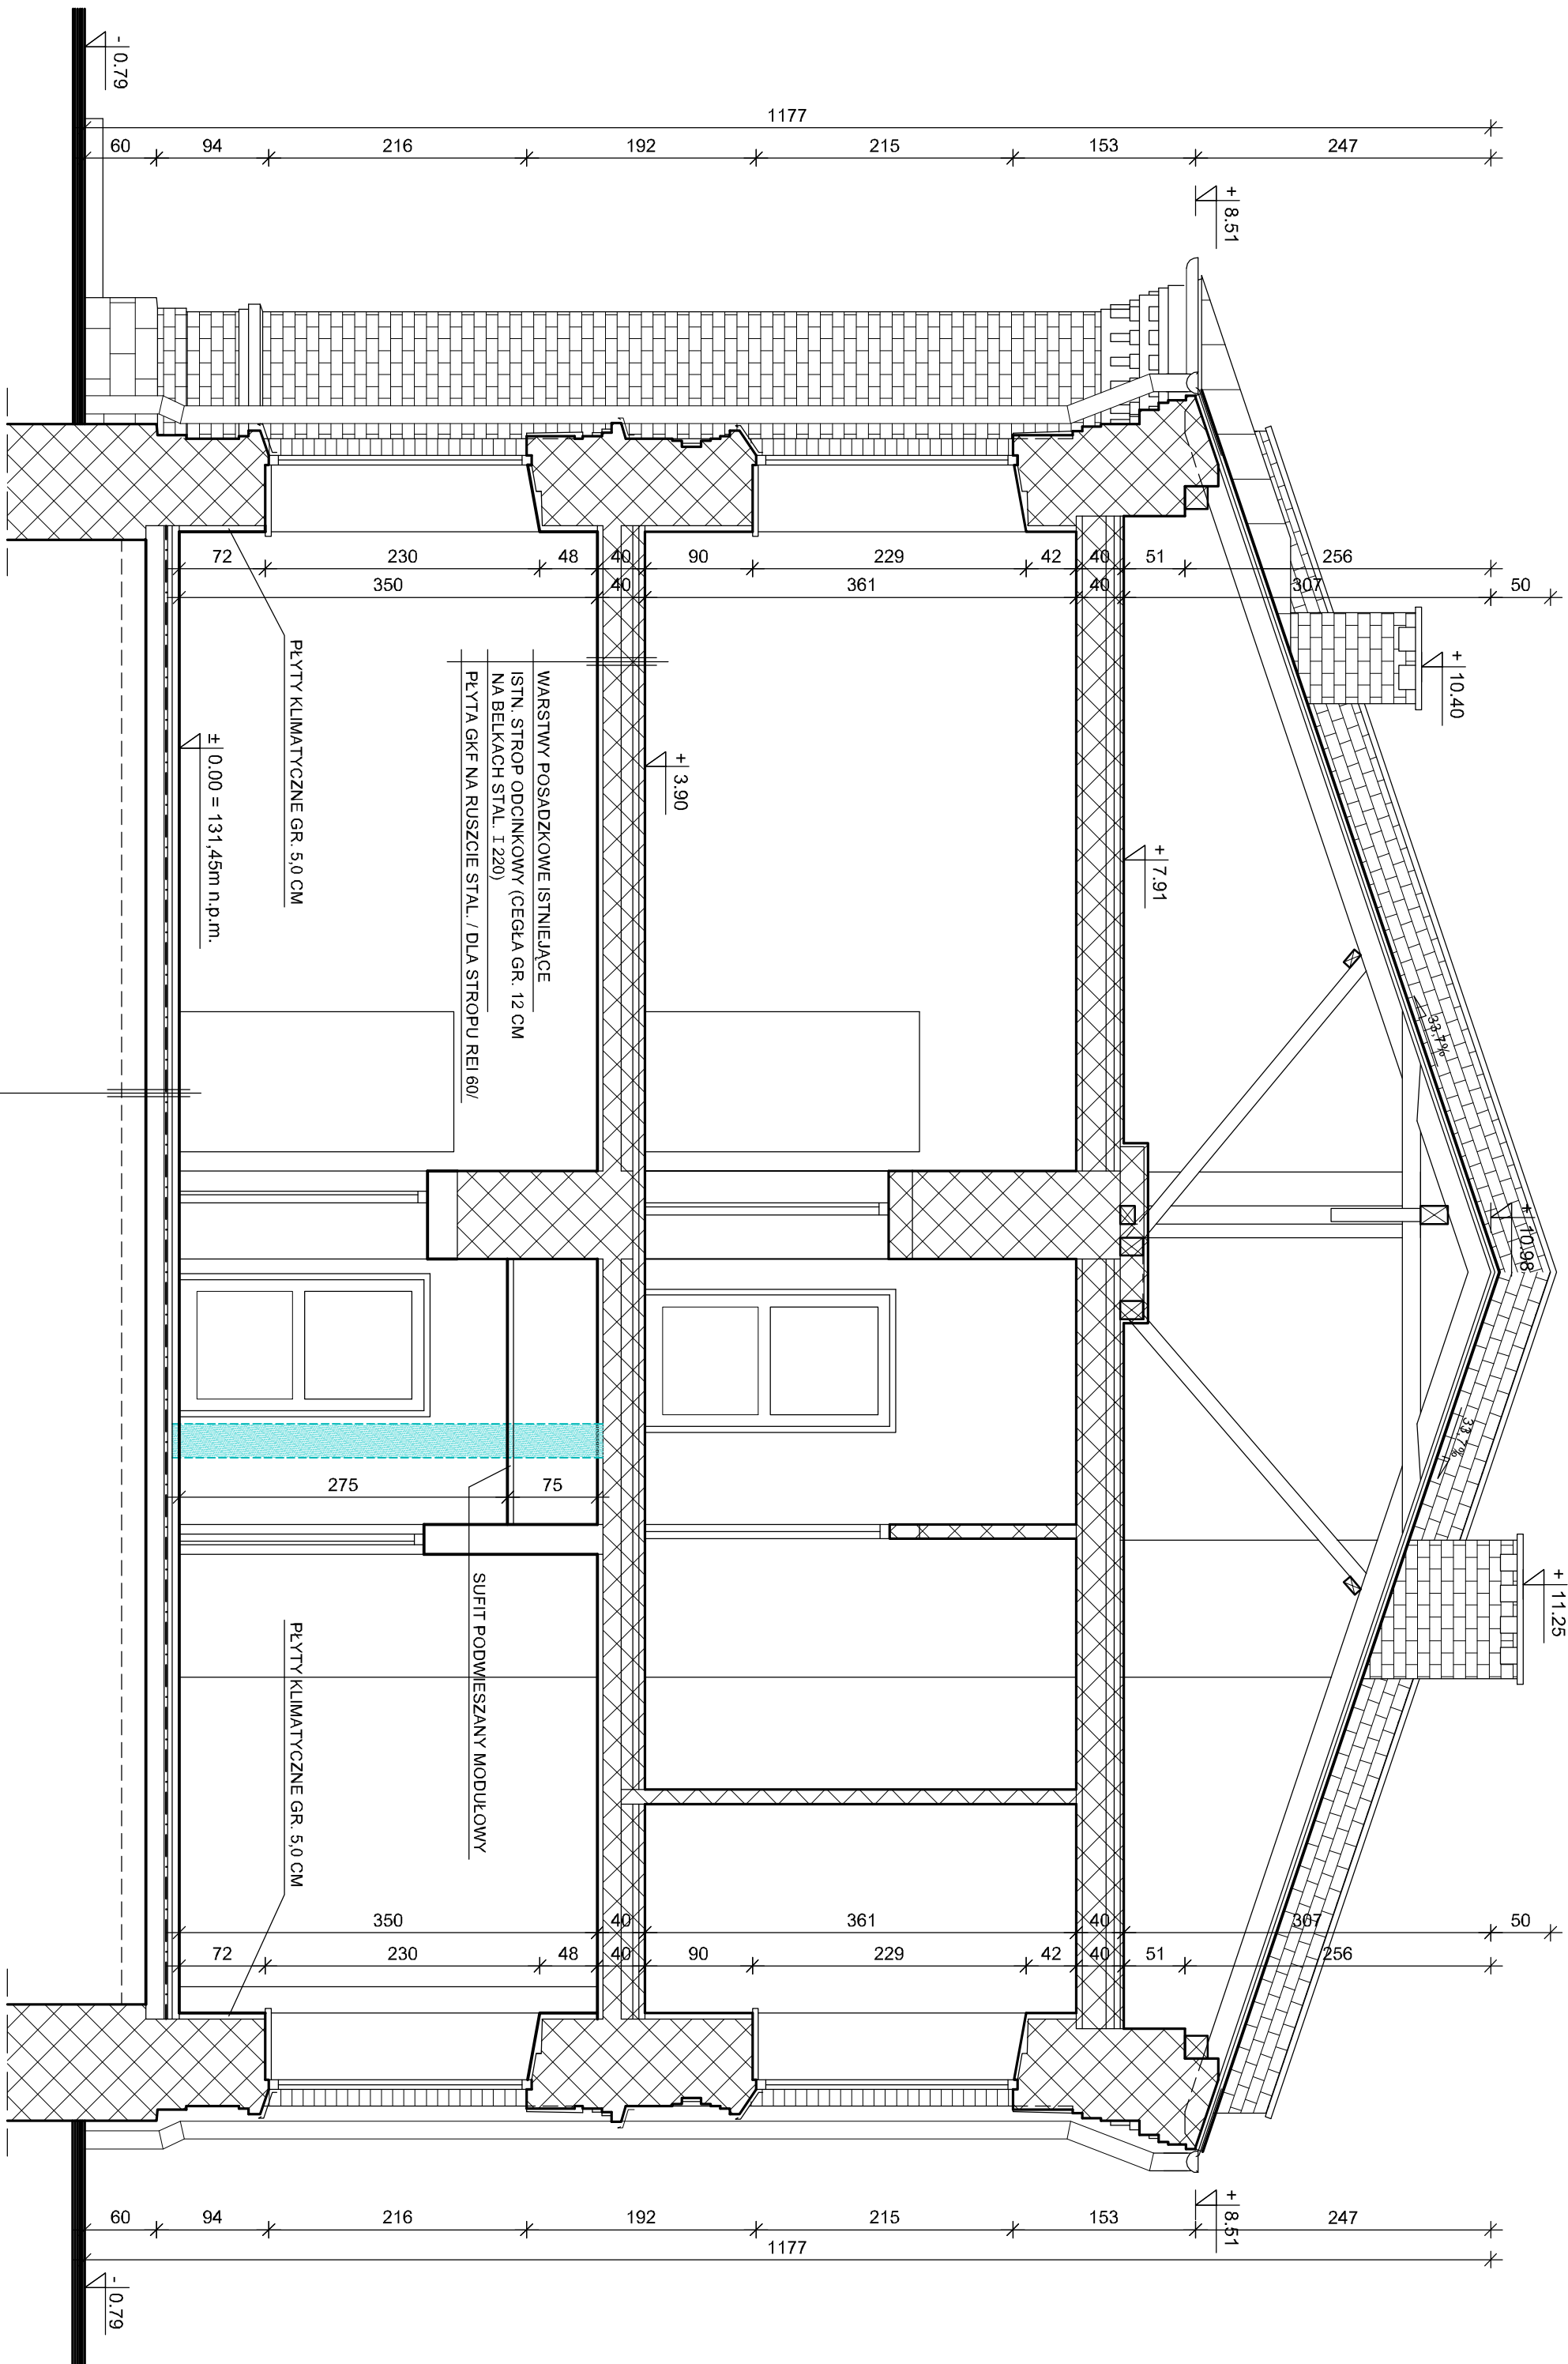 - 0.79
1177
60 94 216 192 215 153 247
+ 8.51
72 230 48 40 90 229 42 40 51 256
350 40 361 40 307 50
+ 10.40
PŁYTY KLIMATYCZNE GR. 5,0 CM
WARSTWY POSADZKOWE ISTNIEJĄCE
ISTN. STROP ODCINKOWY (CEGŁA GR. 12 CM
NA BELKACH STAL. I 220)
PŁYTA GKF NA RUSZCIE STAL. / DLA STROPU REI 60/
± 0.00 = 131,45m n.p.m.
+ 3.90
+ 7.91
33,7%
+ 10.98
33,7%
275 75
+ 11.25
SUFIT PODWIESZANY MODUŁOWY
PŁYTY KLIMATYCZNE GR. 5,0 CM
350 40 361 40 307 50
72 230 48 40 90 229 42 40 51 256
+ 8.51
60 94 216 192 215 153 247
1177
- 0.79